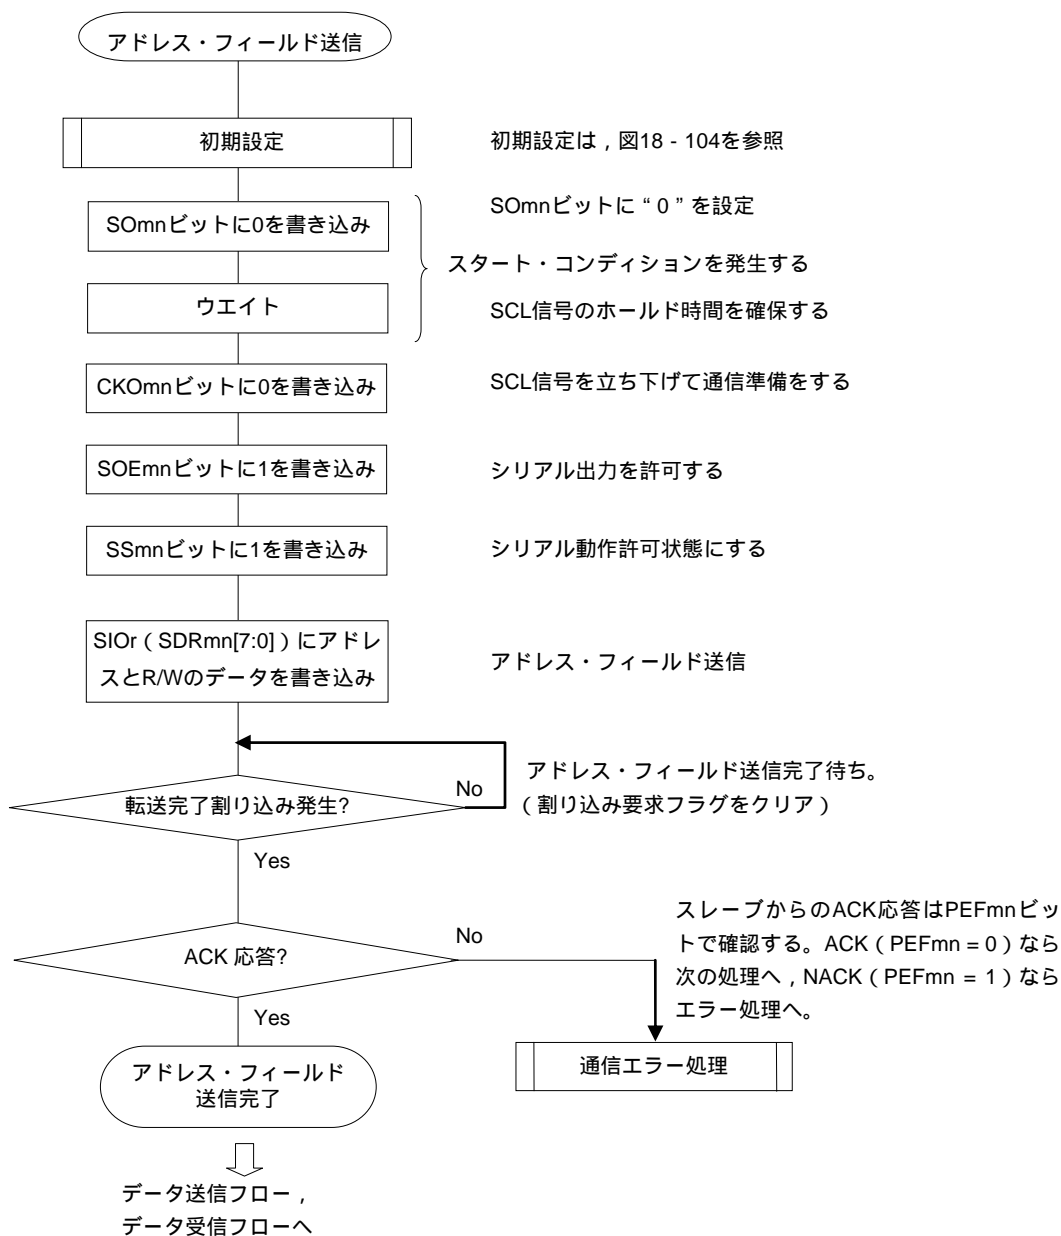 アドレス・フィールド送信
初期設定
初期設定は，図18 - 104を参照
SOmnビットに0を書き込み
SOmnビットに“0”を設定
スタート・コンディションを発生する
ウエイト
SCL信号のホールド時間を確保する
CKOmnビットに0を書き込み
SCL信号を立ち下げて通信準備をする
SOEmnビットに1を書き込み
シリアル出力を許可する
SSmnビットに1を書き込み
シリアル動作許可状態にする
SIOr（SDRmn[7:0]）にアドレ
スとR/Wのデータを書き込み
アドレス・フィールド送信
転送完了割り込み発生?
No
アドレス・フィールド送信完了待ち。
（割り込み要求フラグをクリア）
Yes
ACK 応答?
No
スレーブからのACK応答はPEFmnビッ
トで確認する。ACK（PEFmn = 0）なら
次の処理へ，NACK（PEFmn = 1）なら
エラー処理へ。
Yes
通信エラー処理
アドレス・フィールド
送信完了
データ送信フロー，
データ受信フローへ